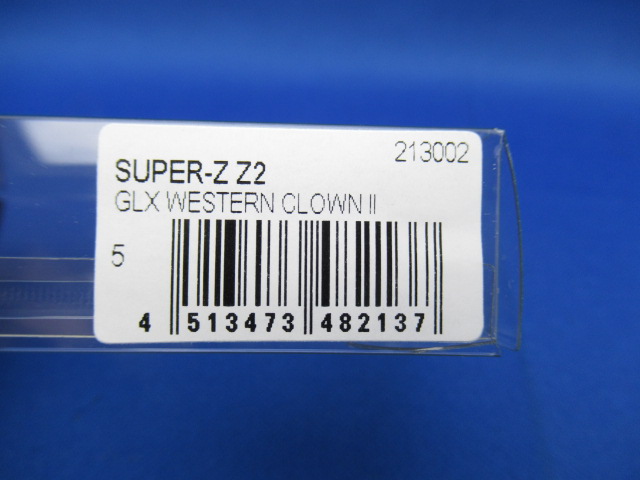 213002
SUPER-Z Z2
GLX WESTERN CLOWN II
5
4 513473 482137